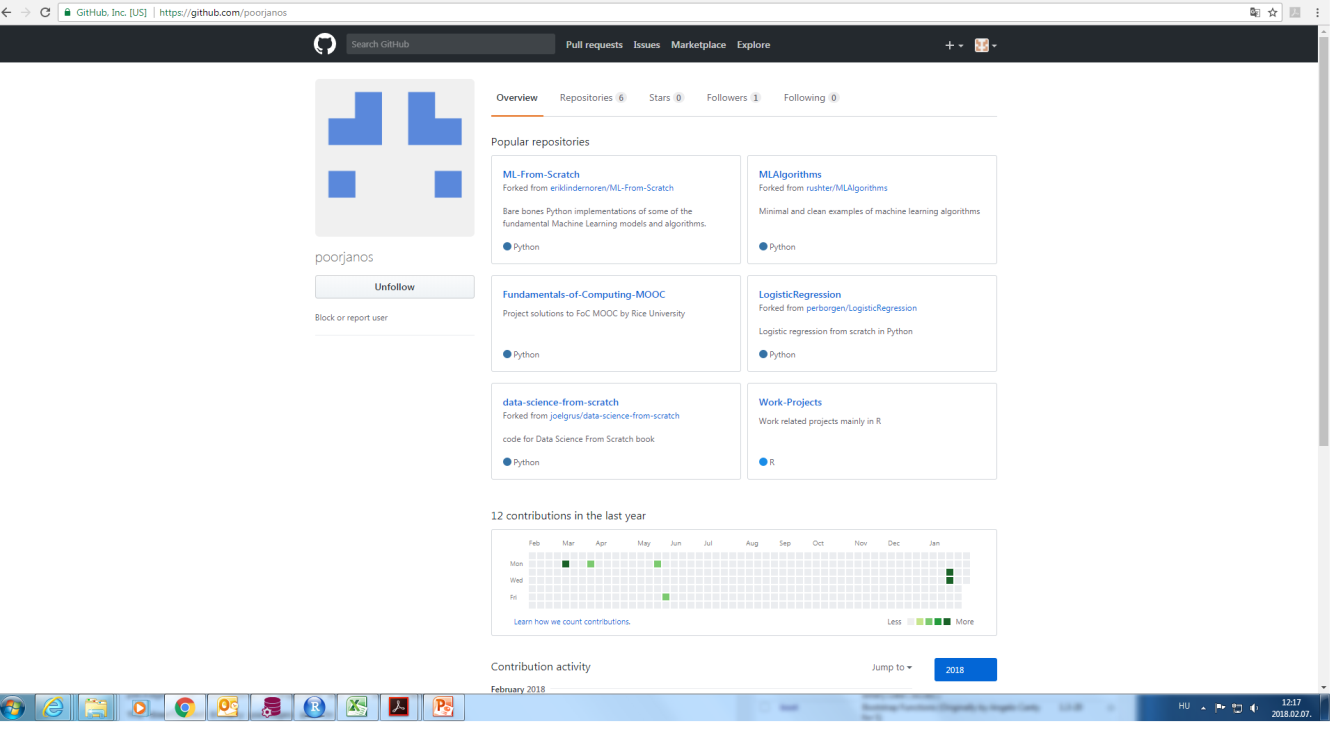 GitHub, Inc. [US] | https://github.com/poorjanos
Search GitHub
Pull requests Issues Marketplace Explore
Overview Repositories 6 Stars 0 Followers 1 Following 0
Popular repositories
ML-From-Scratch
Forked from eriklindernoren/ML-From-Scratch
Bare bones Python implementations of some of the
fundamental Machine Learning models and algorithms.
Python
MLAlgorithms
Forked from rushter/MLAlgorithms
Minimal and clean examples of machine learning algorithms
Python
poorjanos
Unfollow
Block or report user
Fundamentals-of-Computing-MOOC
Project solutions to FoC MOOC by Rice University
Python
LogisticRegression
Forked from perborgen/LogisticRegression
Logistic regression from scratch in Python
Python
data-science-from-scratch
Forked from joelgrus/data-science-from-scratch
code for Data Science From Scratch book
Python
Work-Projects
Work related projects mainly in R
R
12 contributions in the last year
Feb Mar Apr May Jun Jul Aug Sep Oct Nov Dec Jan
Mon
Wed
Fri
Learn how we count contributions.
Less More
Contribution activity
Jump to
2018
February 2018
HU
12:17
2018.02.07.